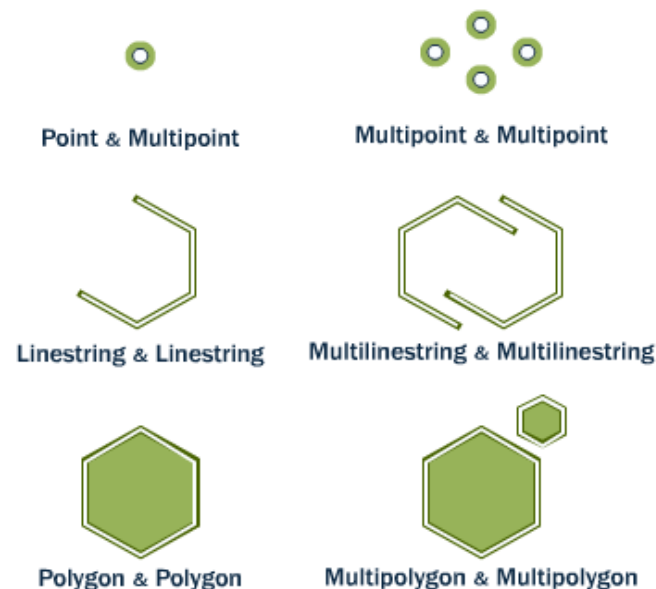 Point & Multipoint
Multipoint & Multipoint
Linestring & Linestring
Multilinestring & Multilinestring
Polygon & Polygon
Multipolygon & Multipolygon